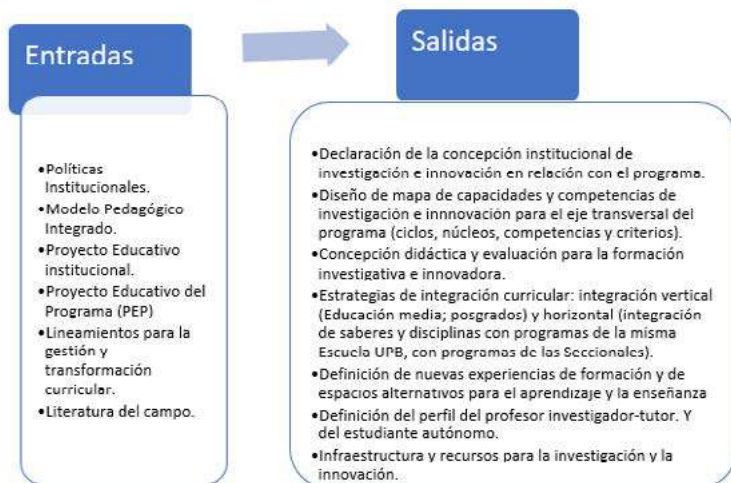 Entradas
•Políticas
Institucionales.
•Modelo Pedagógico
Integrado.
•Proyecto Educativo
institucional.
•Proyecto Educativo del
Programa (PEP)
•Lineamientos para la
gestión y
transformación
curricular.
•Literatura del campo.
Salidas
•Declaración de la concepción institucional de
investigación e innovación en relación con el programa.
•Diseño de mapa de capacidades y competencias de
investigación e innnovación para el eje transversal del
programa (ciclos, núcleos, competencias y criterios).
•Concepción didáctica y evaluación para la formación
investigativa e innovadora.
•Estrategias de integración curricular: integración vertical
(Educación media; posgrados) y horizontal (integración
de saberes y disciplinas con programas de la misma
Escuela UPB, con programas de las Seccionales).
•Definición de nuevas experiencias de formación y de
espacios alternativos para el aprendizaje y la enseñanza
•Definición del perfil del profesor investigador-tutor. Y
del estudiante autónomo.
•Infraestructura y recursos para la investigación y la
innovación.